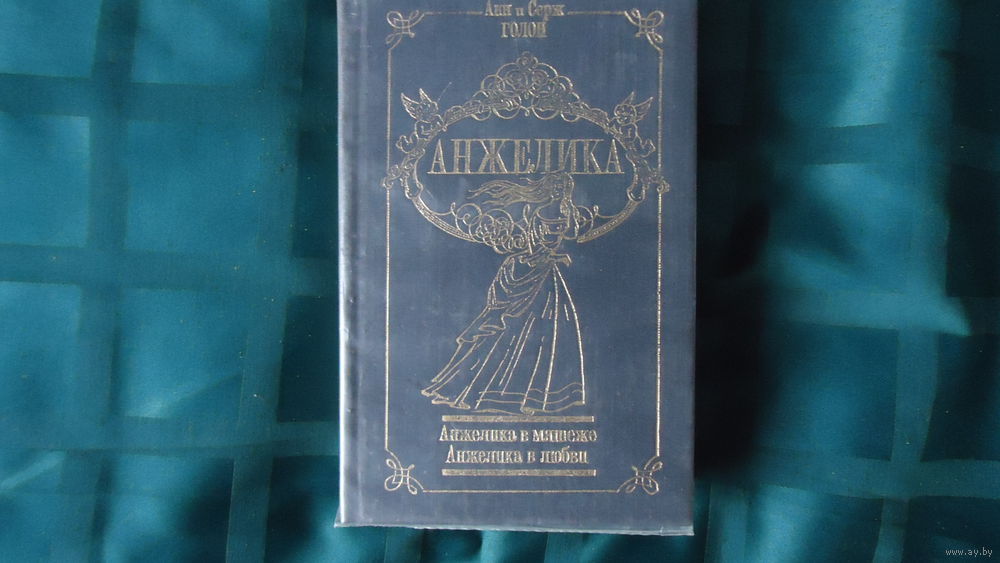 Анн и Серж
ГОЛОН
АНЖЕЛИКА
Анжелика в мятеже
Анжелика в любви
www.ay.by